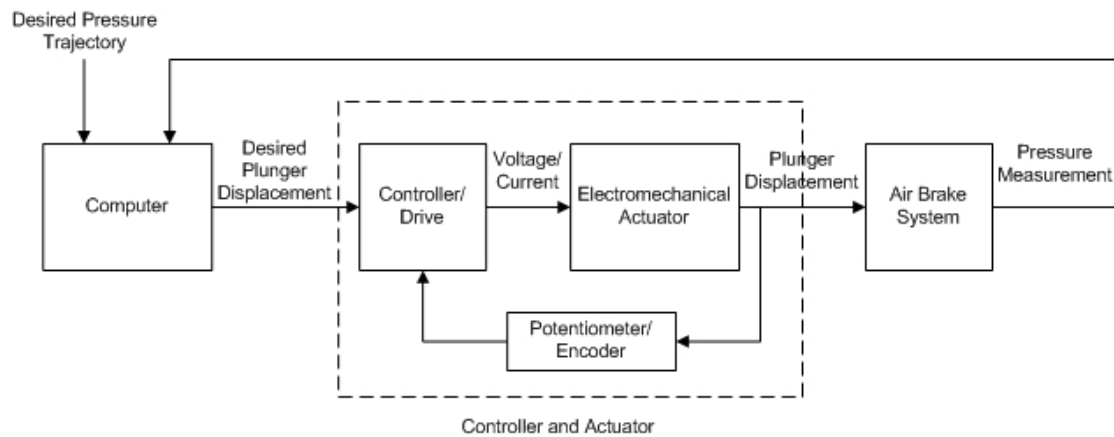 Desired Pressure
Trajectory
Computer
Desired
Plunger
Displacement
Controller/
Drive
Voltage/
Current
Electromechanical
Actuator
Plunger
Displacement
Air Brake
System
Pressure
Measurement
Potentiometer/
Encoder
Controller and Actuator